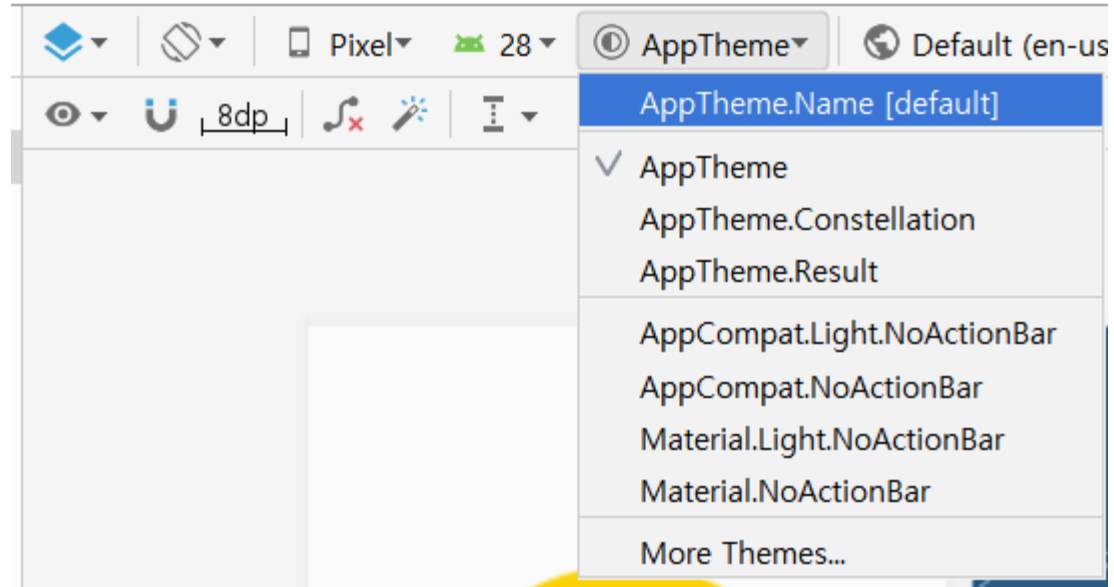 Pixel 28 AppTheme Default (en-us
8dp
AppTheme.Name [default]
AppTheme
AppTheme.Constellation
AppTheme.Result
AppCompat.Light.NoActionBar
AppCompat.NoActionBar
Material.Light.NoActionBar
Material.NoActionBar
More Themes...